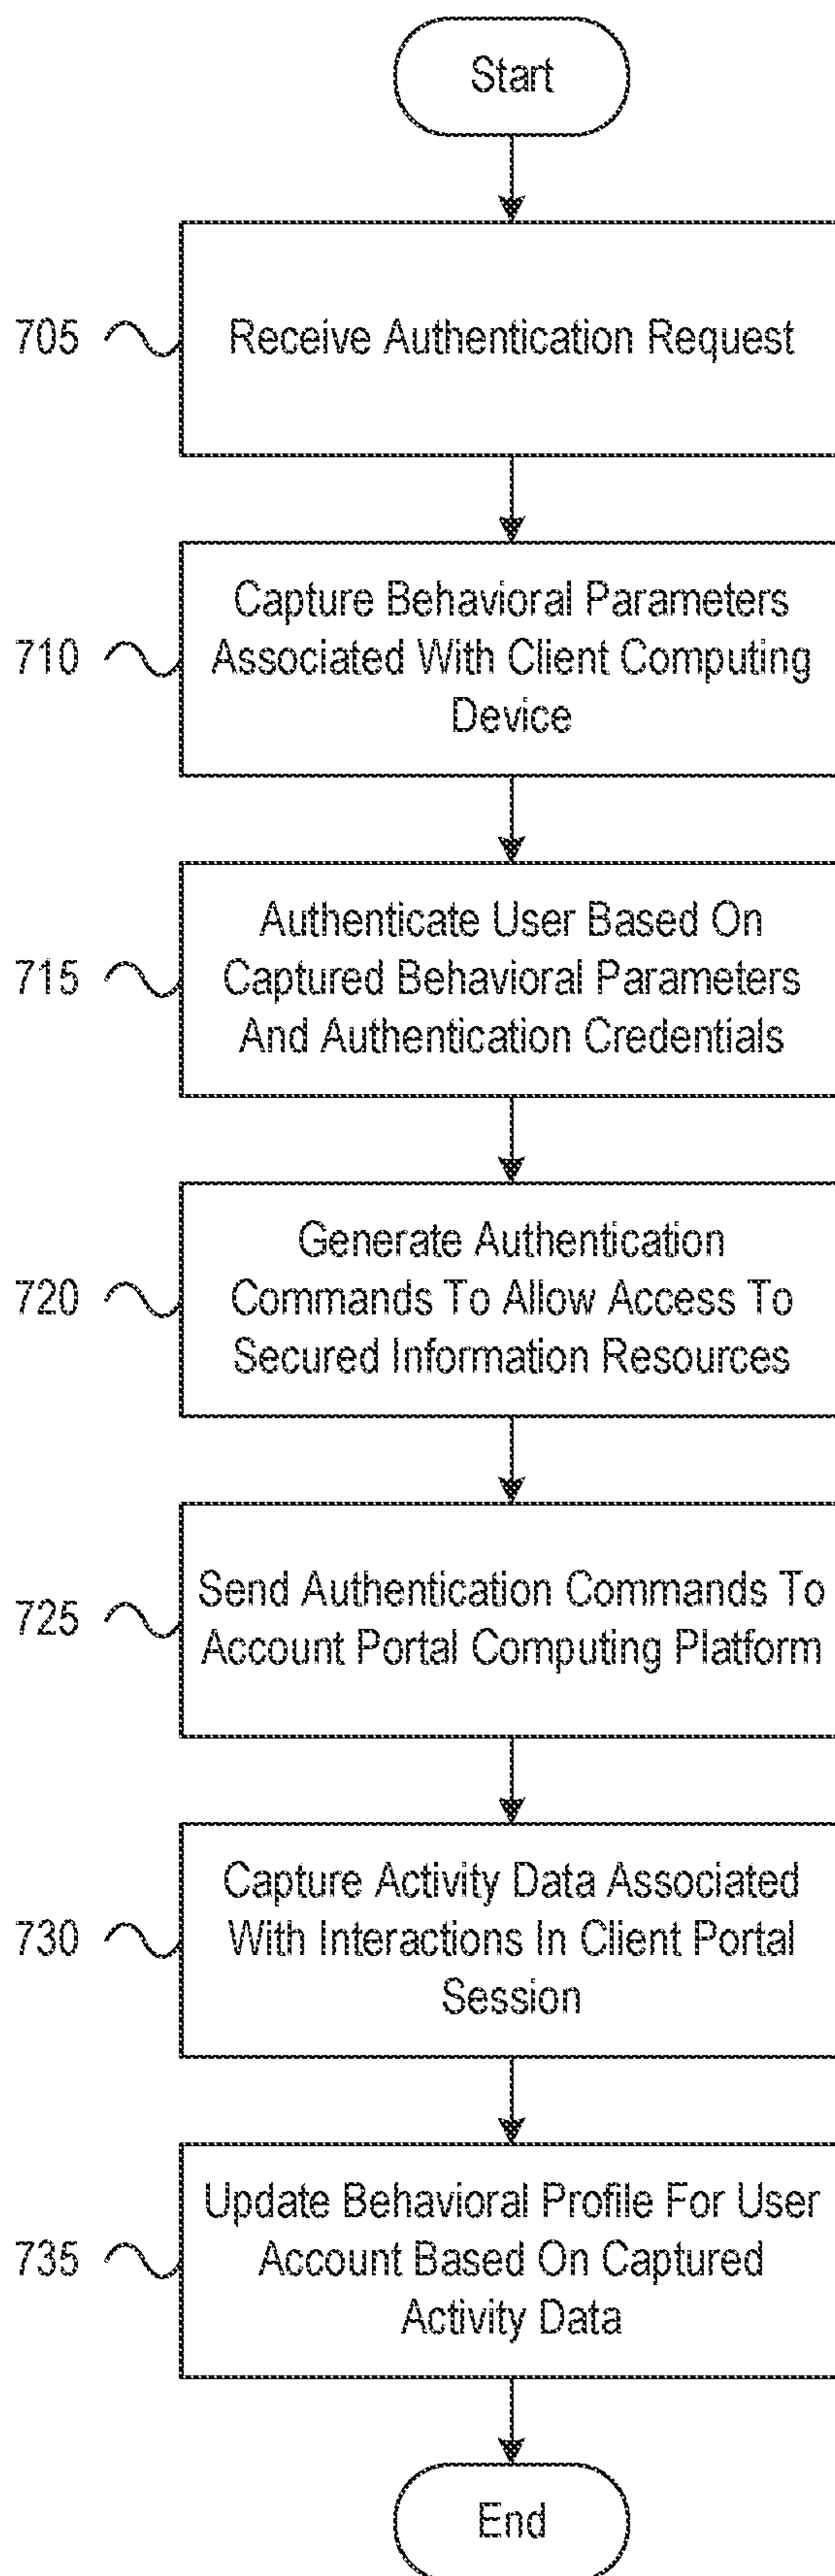 Start
705
Receive Authentication Request
710
Capture Behavioral Parameters
Associated With Client Computing
Device
715
Authenticate User Based On
Captured Behavioral Parameters
And Authentication Credentials
720
Generate Authentication
Commands To Allow Access To
Secured Information Resources
725
Send Authentication Commands To
Account Portal Computing Platform
730
Capture Activity Data Associated
With Interactions In Client Portal
Session
735
Update Behavioral Profile For User
Account Based On Captured
Activity Data
End